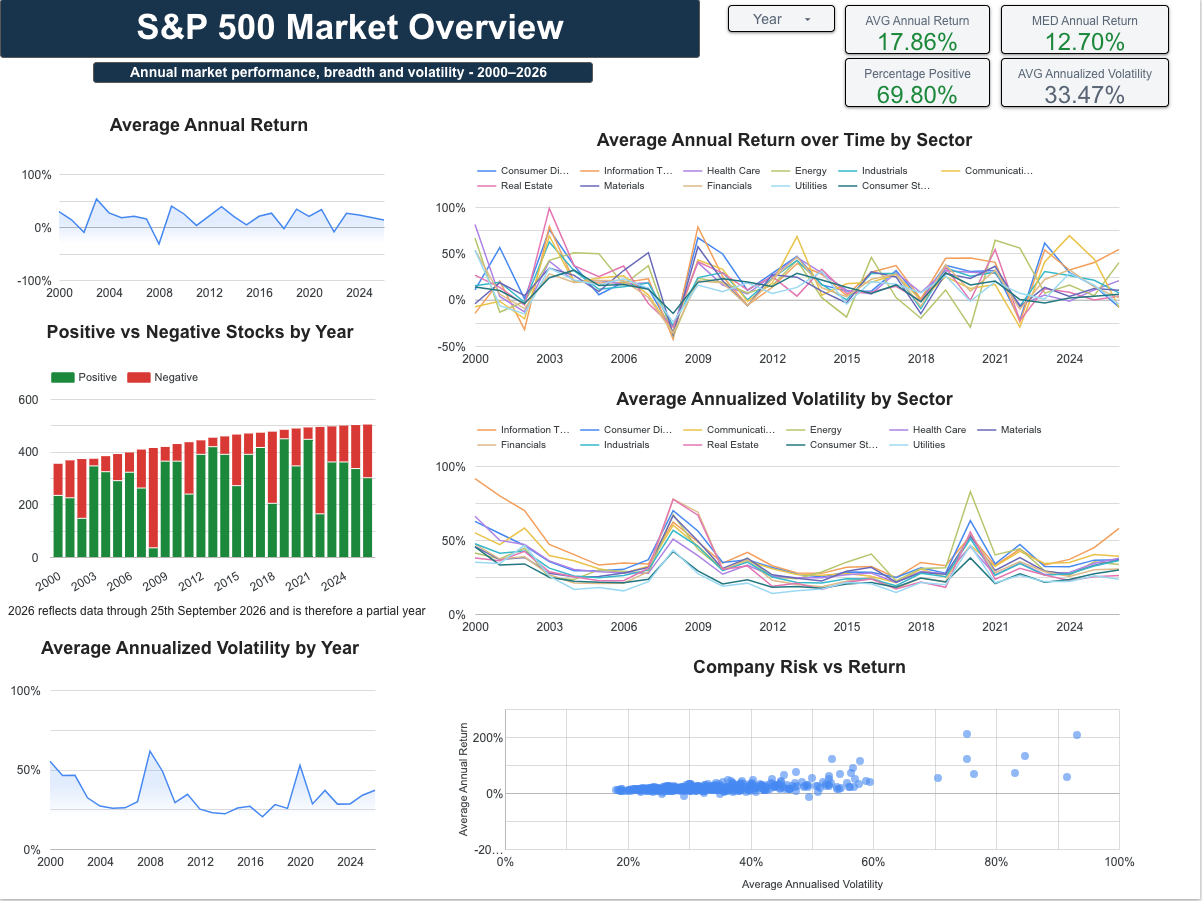 S&P 500 Market Overview
Annual market performance, breadth and volatility - 2000–2026
Year
AVG Annual Return
17.86%
MED Annual Return
12.70%
Percentage Positive
69.80%
AVG Annualized Volatility
33.47%
Average Annual Return
100%
0%
-100%
2000 2004 2008 2012 2016 2020 2024
Positive vs Negative Stocks by Year
Positive Negative
600
400
200
0
2000 2003 2006 2009 2012 2015 2018 2021 2024
2026 reflects data through 25th September 2026 and is therefore a partial year
Average Annualized Volatility by Year
100%
50%
0%
2000 2004 2008 2012 2016 2020 2024
Average Annual Return over Time by Sector
Consumer Di... Information T... Health Care Energy Industrials Communicati...
Real Estate Materials Financials Utilities Consumer St...
100%
50%
0%
-50%
2000 2003 2006 2009 2012 2015 2018 2021 2024
Average Annualized Volatility by Sector
Information T... Consumer Di... Communicati... Energy Health Care Materials
Financials Industrials Real Estate Consumer St... Utilities
100%
50%
0%
2000 2003 2006 2009 2012 2015 2018 2021 2024
Company Risk vs Return
Average Annual Return
200%
0%
-20...
0% 20% 40% 60% 80% 100%
Average Annualised Volatility